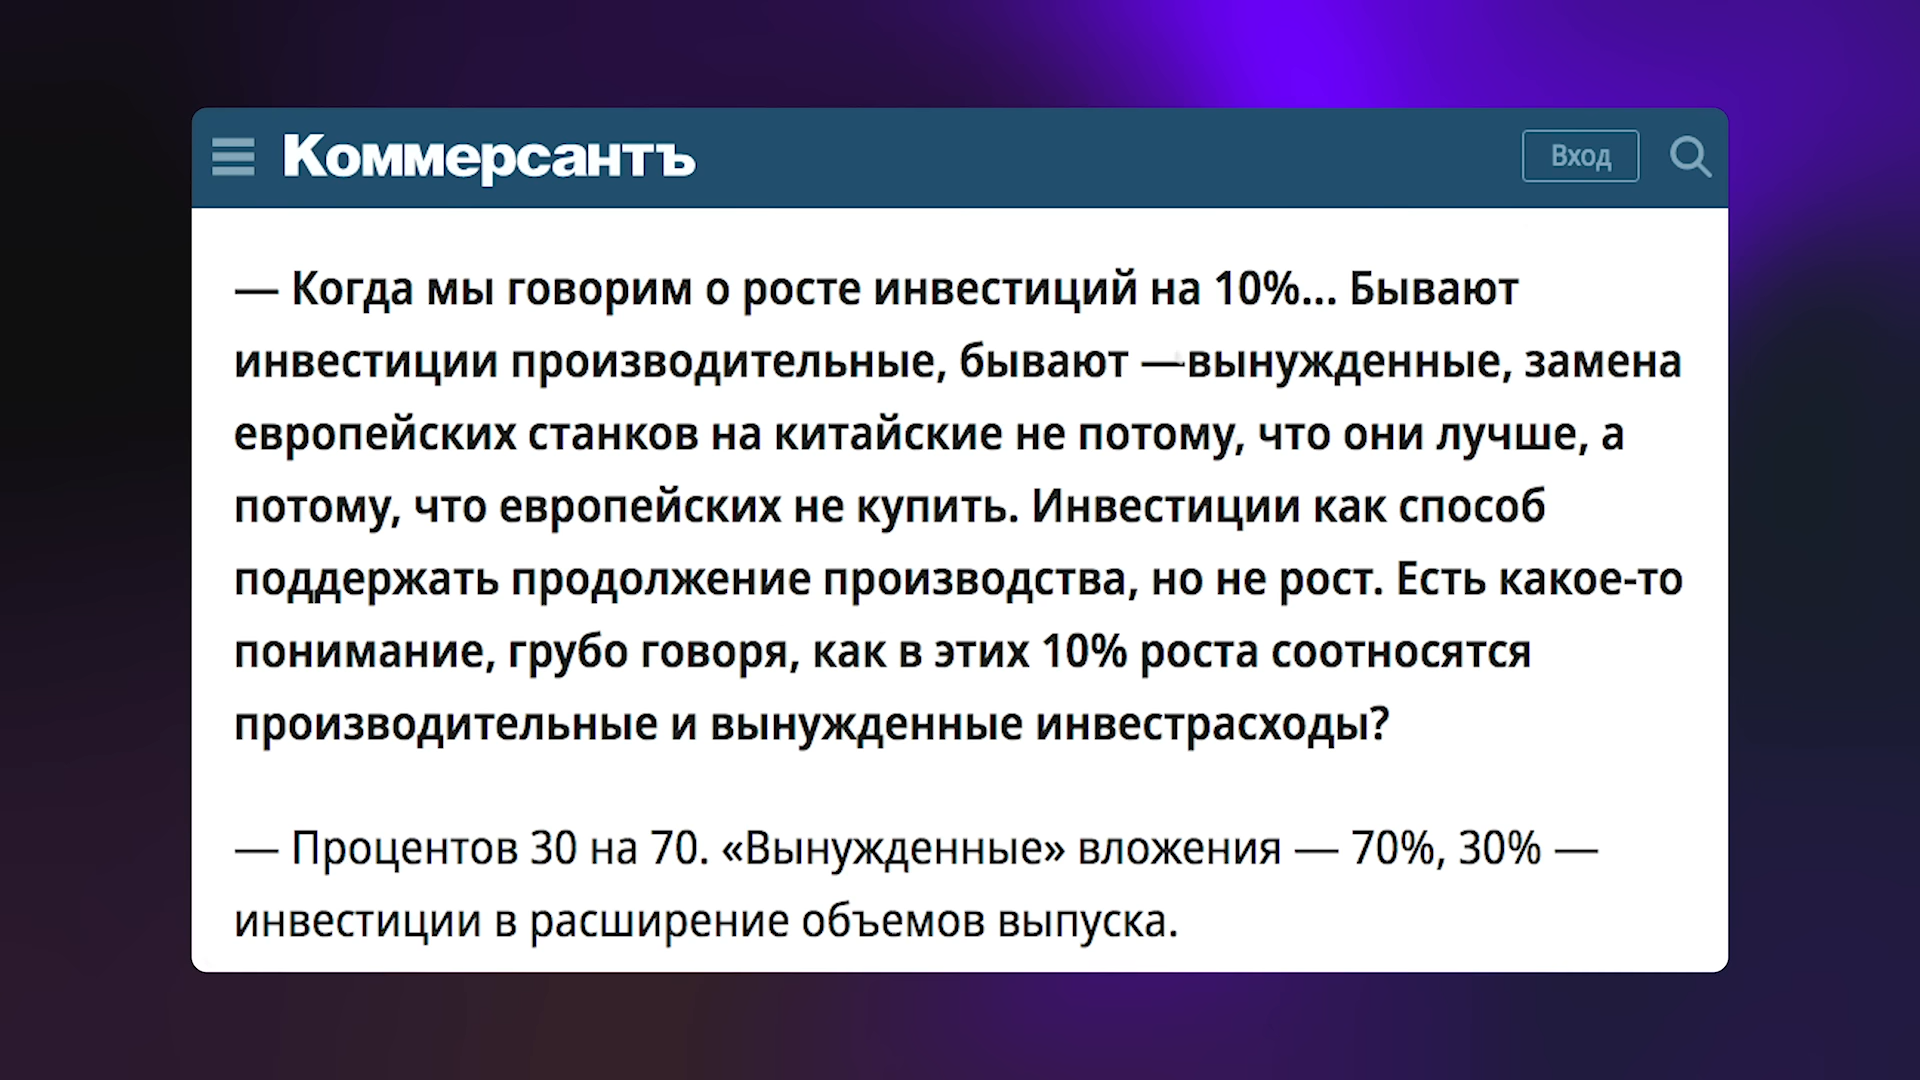 Коммерсантъ
Вход
— Когда мы говорим о росте инвестиций на 10%... Бывают
инвестиции производительные, бывают —вынужденные, замена
европейских станков на китайские не потому, что они лучше, а
потому, что европейских не купить. Инвестиции как способ
поддержать продолжение производства, но не рост. Есть какое-то
понимание, грубо говоря, как в этих 10% роста соотносятся
производительные и вынужденные инвестрасходы?
— Процентов 30 на 70. «Вынужденные» вложения — 70%, 30% —
инвестиции в расширение объемов выпуска.